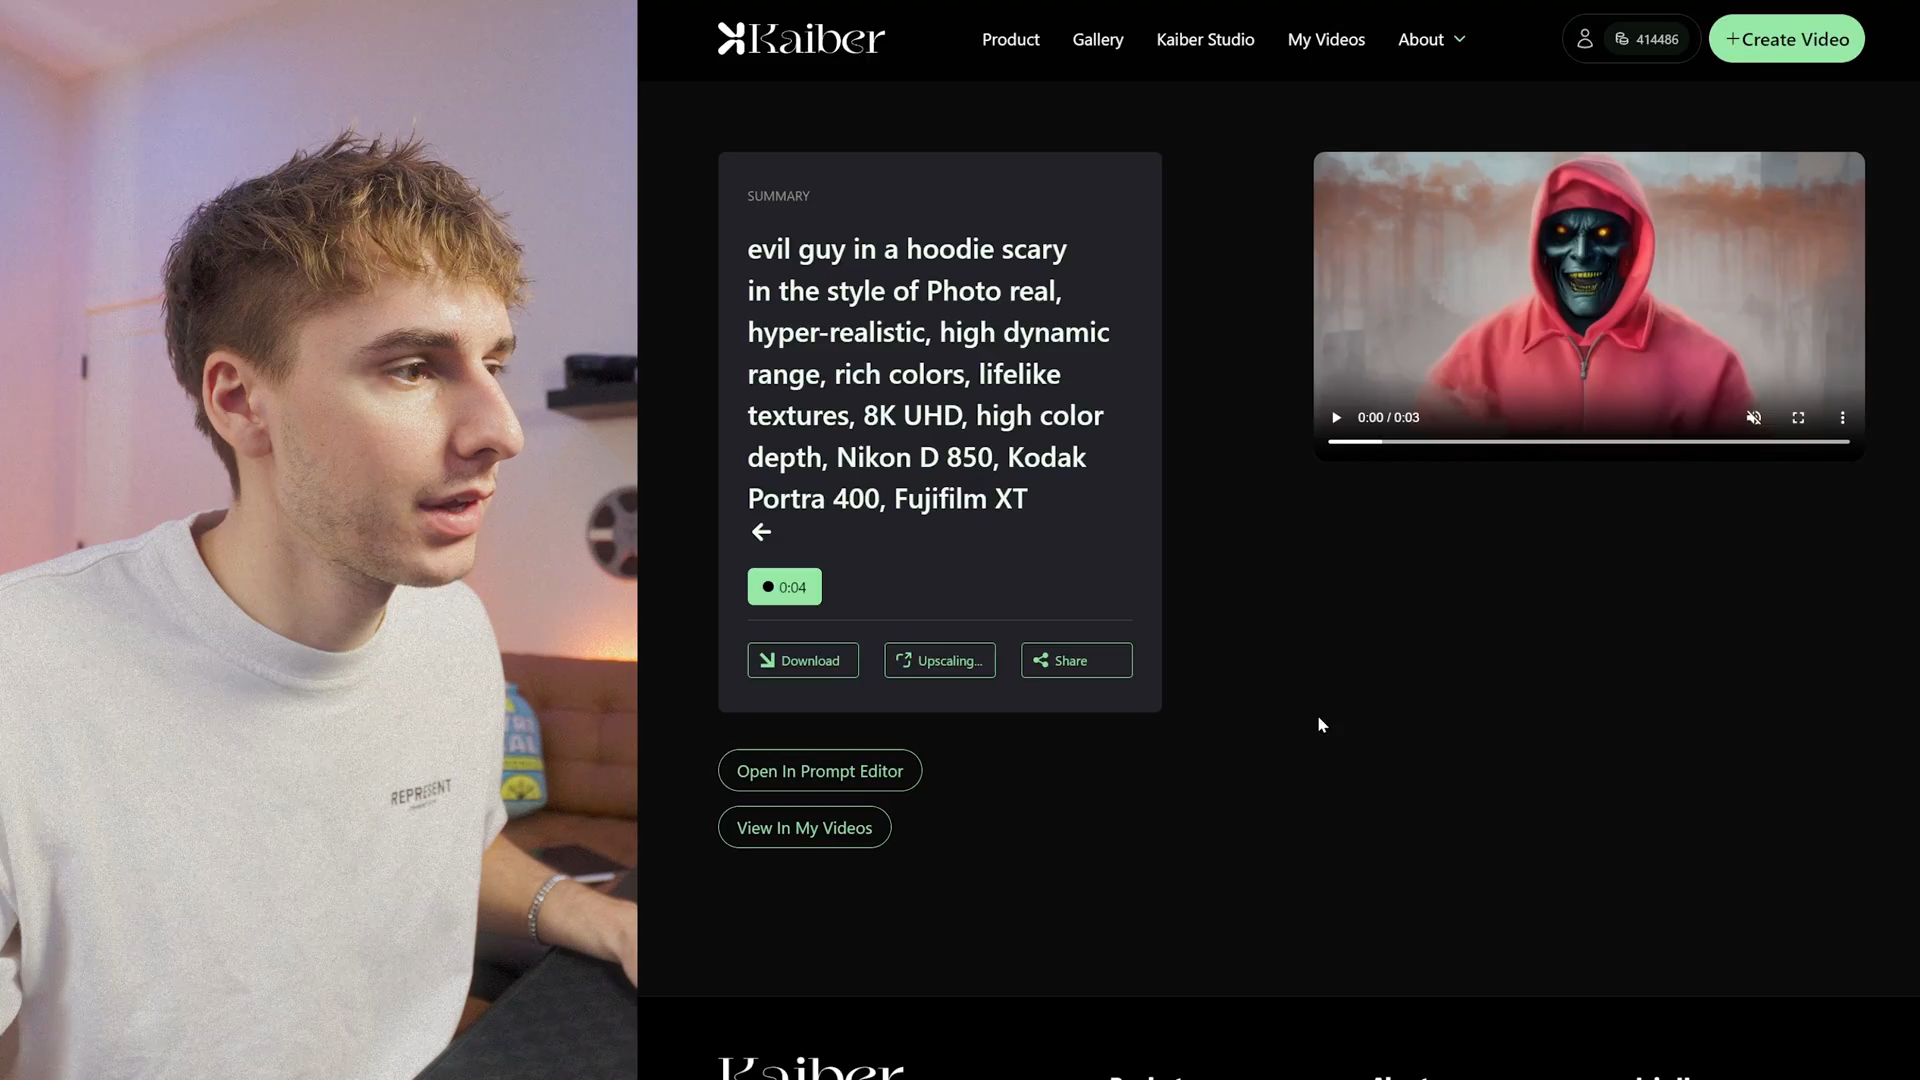 Kaiber
Product
Gallery
Kaiber Studio
My Videos
About
414486
+Create Video
SUMMARY
evil guy in a hoodie scary
in the style of Photo real,
hyper-realistic, high dynamic
range, rich colors, lifelike
textures, 8K UHD, high color
depth, Nikon D 850, Kodak
Portra 400, Fujifilm XT
0:04
Download
Upscaling...
Share
0:00 / 0:03
Open In Prompt Editor
View In My Videos
REPRESENT
Kaiber